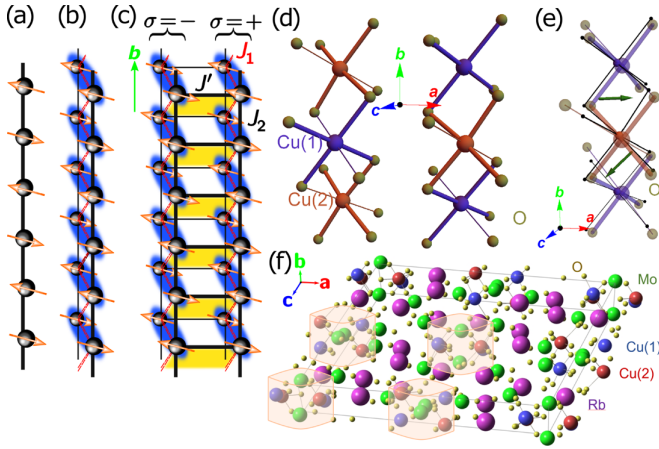 (a)
(b)
(c)
σ=−
σ=+
b
J′
J1
J2
(d)
b
c
a
Cu(1)
Cu(2)
O
(e)
O
b
c
a
(f)
b
a
c
O
Mo
Cu(1)
Cu(2)
Rb